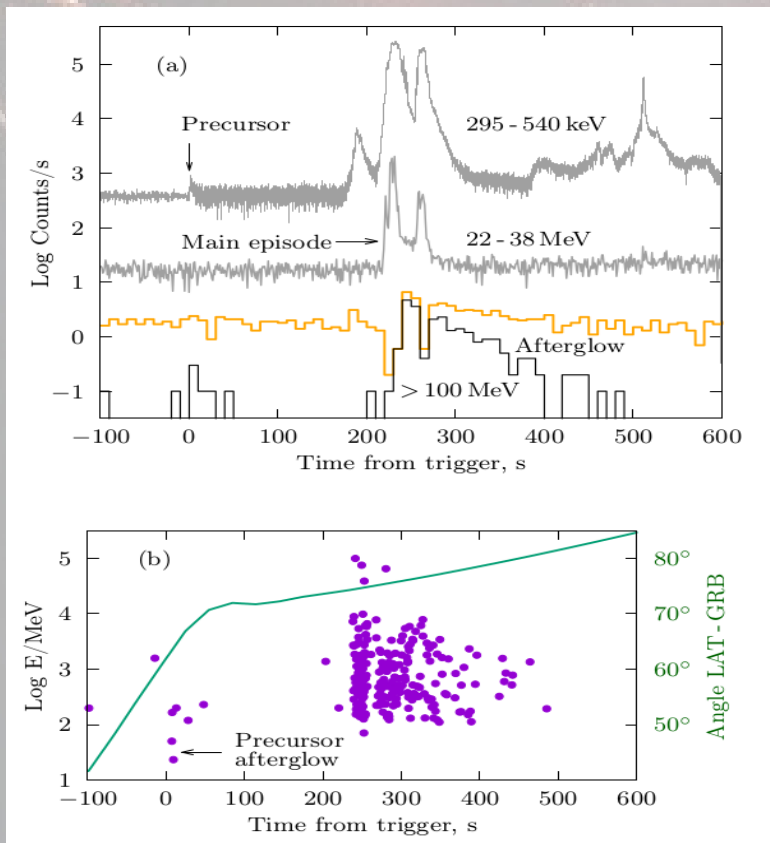 (a)
Precursor
295 - 540 keV
Main episode
22 - 38 MeV
Afterglow
> 100 MeV
Log Counts/s
5
4
3
2
1
0
−1
−100 0 100 200 300 400 500 600
Time from trigger, s
(b)
Precursor
afterglow
Log E/MeV
5
4
3
2
1
80°
70°
60°
50°
Angle LAT - GRB
−100 0 100 200 300 400 500 600
Time from trigger, s